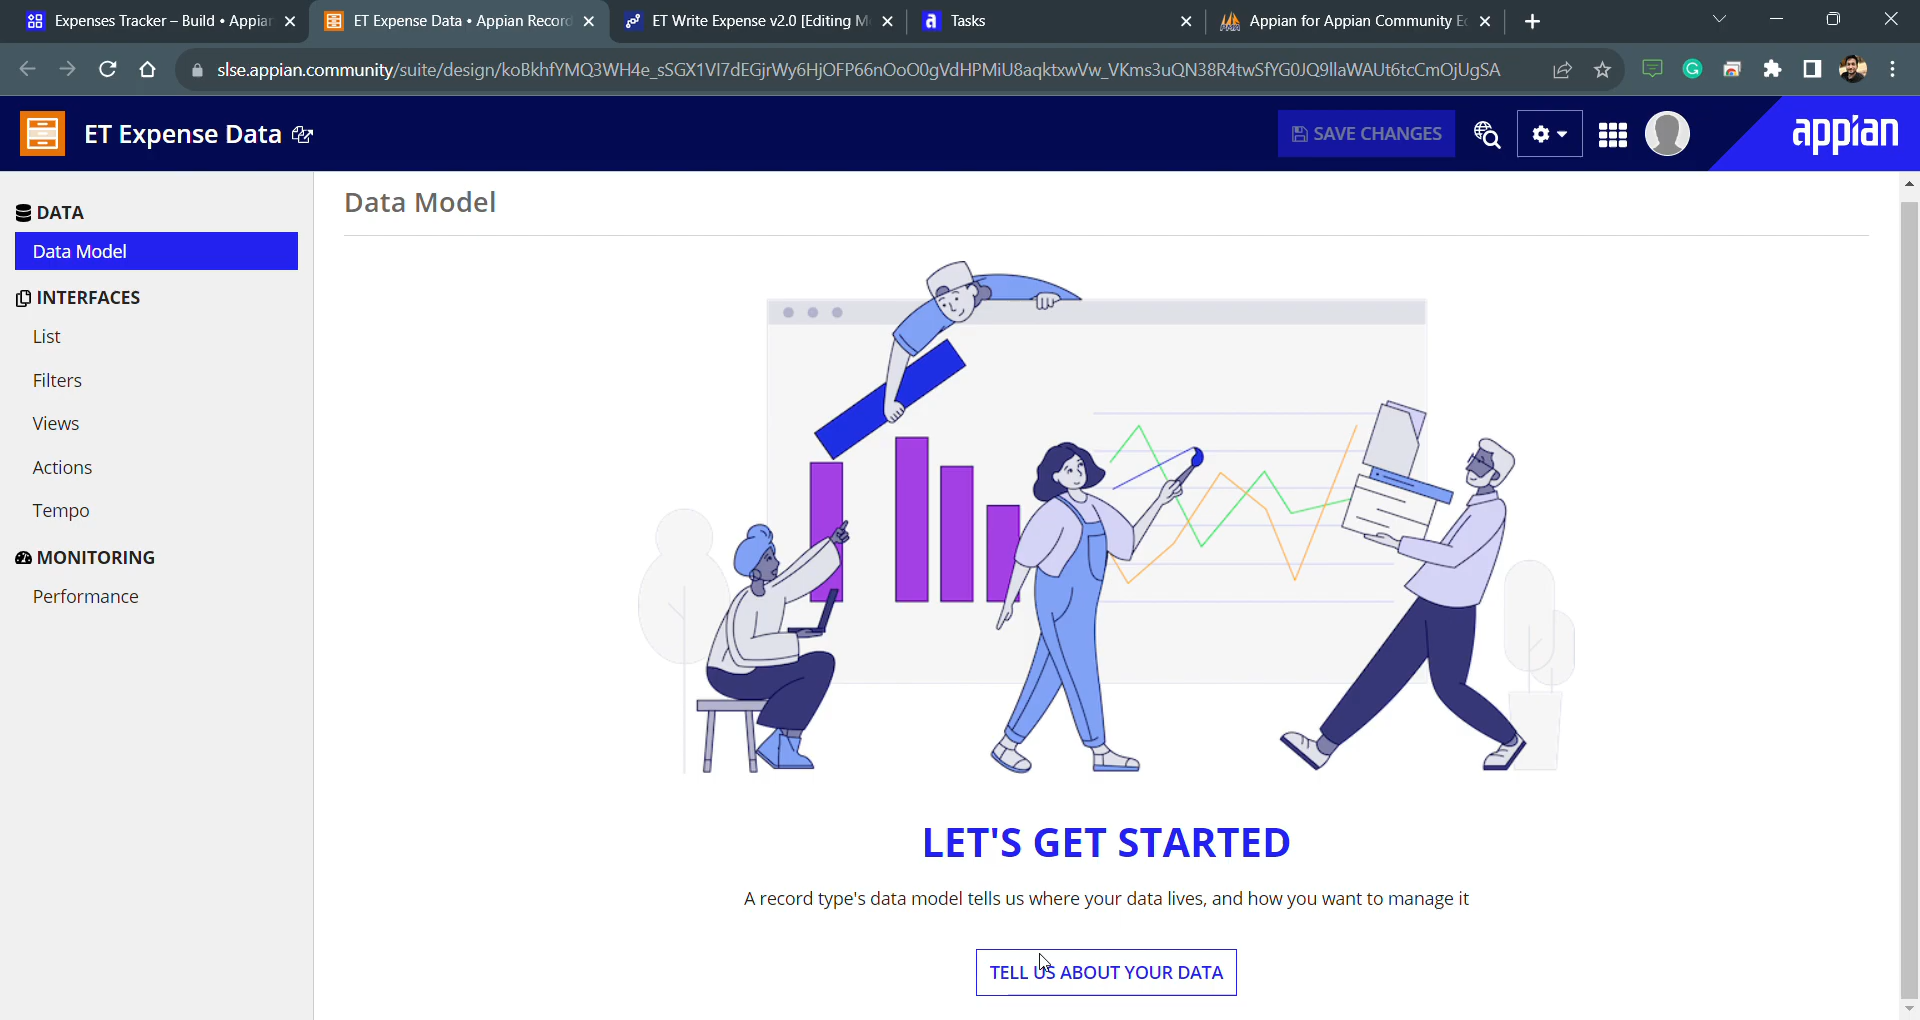 Expenses Tracker – Build • Appian
ET Expense Data • Appian Record
ET Write Expense v2.0 [Editing M
Tasks
Appian for Appian Community E
slse.appian.community/suite/design/koBkhfYMQ3WH4e_sSGX1VI7dEGjrWy6HjOFP66nOoO0gVdHPMiU8aqktxwVw_VKms3uQN38R4twSfYG0JQ9llaWAUt6tcCmOjUgSA
ET Expense Data
SAVE CHANGES
appian
DATA
Data Model
INTERFACES
List
Filters
Views
Actions
Tempo
MONITORING
Performance
Data Model
LET'S GET STARTED
A record type's data model tells us where your data lives, and how you want to manage it
TELL US ABOUT YOUR DATA